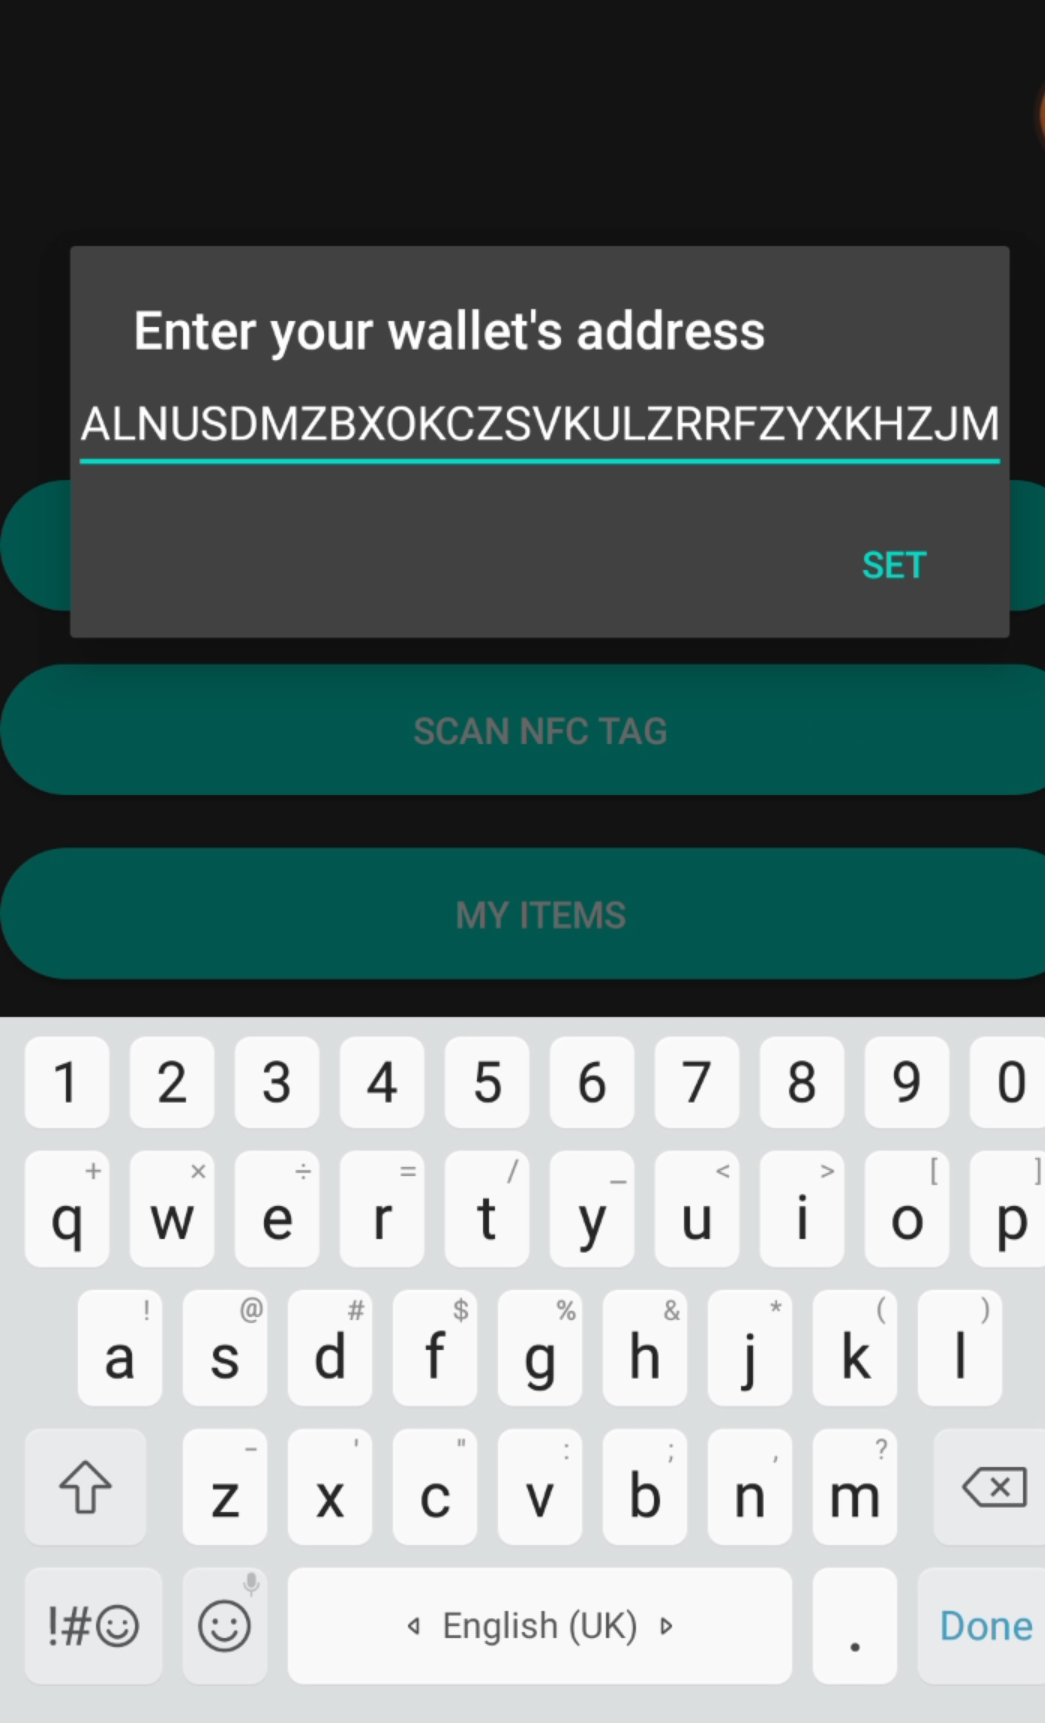 Enter your wallet's address
ALNUSDMZBXOKCZSVKULZRRFZYXKHZJM
SET
SCAN NFC TAG
MY ITEMS
1 2 3 4 5 6 7 8 9 0
+ × ÷ = / _ < > [ ]
q w e r t y u i o p
! @ # $ % & * ( )
a s d f g h j k l
- ' " : ; , ?
z x c v b n m
!#☺ English (UK) . Done